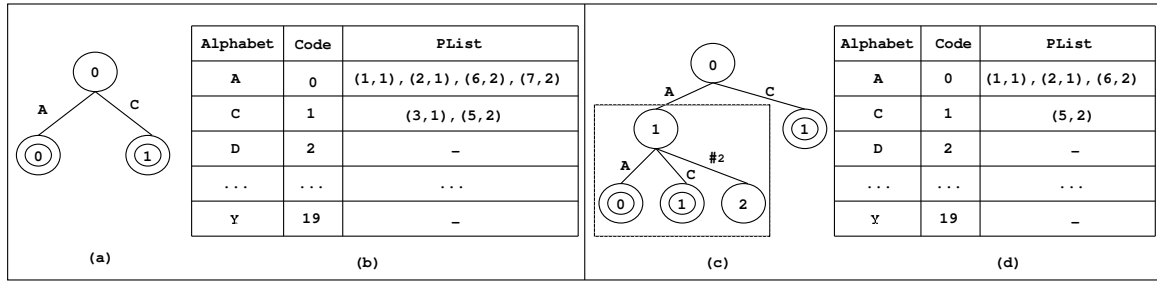 0
A
C
0
1
(a)
Alphabet Code PList
A 0 (1,1),(2,1),(6,2),(7,2)
C 1 (3,1),(5,2)
D 2 –
... ... ...
Y 19 –
(b)
0
A
C
1
1
A
C
#2
0
1
2
(c)
Alphabet Code PList
A 0 (1,1),(2,1),(6,2)
C 1 (5,2)
D 2 –
... ... ...
Y 19 –
(d)